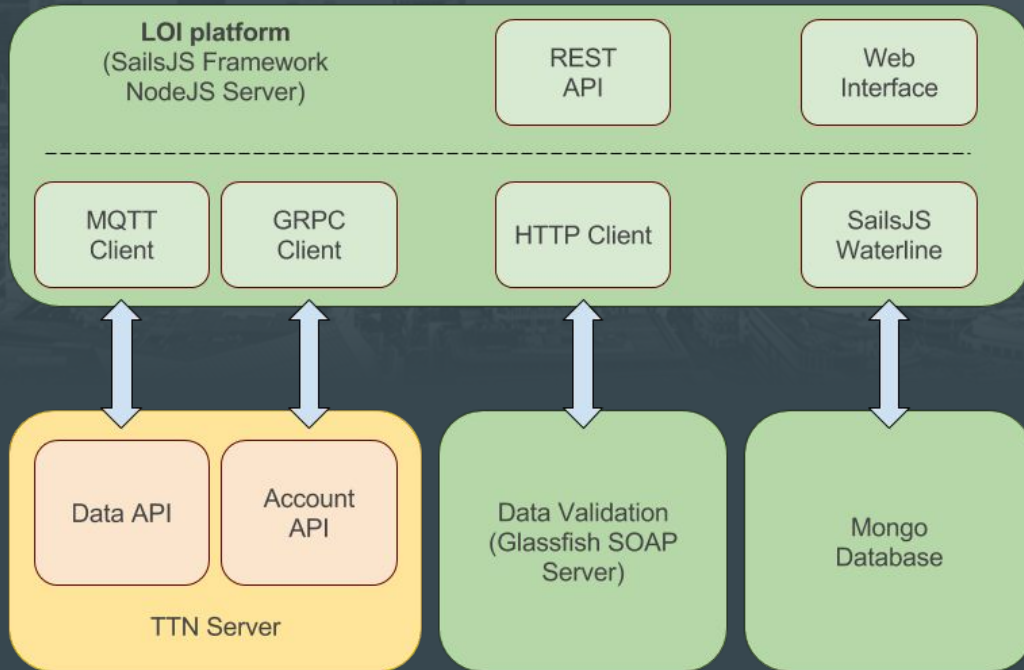 LOI platform
(SailsJS Framework
NodeJS Server)
REST
API
Web
Interface
MQTT
Client
GRPC
Client
HTTP Client
SailsJS
Waterline
Data API
Account
API
TTN Server
Data Validation
(Glassfish SOAP
Server)
Mongo
Database